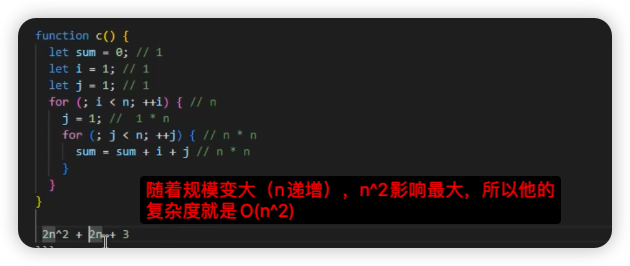 function c() {
let sum = 0; // 1
let i = 1; // 1
let j = 1; // 1
for (; i < n; ++i) { // n
j = 1; //  1 * n
for (; j < n; ++j) { // n * n
sum = sum + i + j // n * n
}
}
}
随着规模变大（n递增），n^2影响最大，所以他的
复杂度就是O(n^2)
2n^2 + 2n + 3